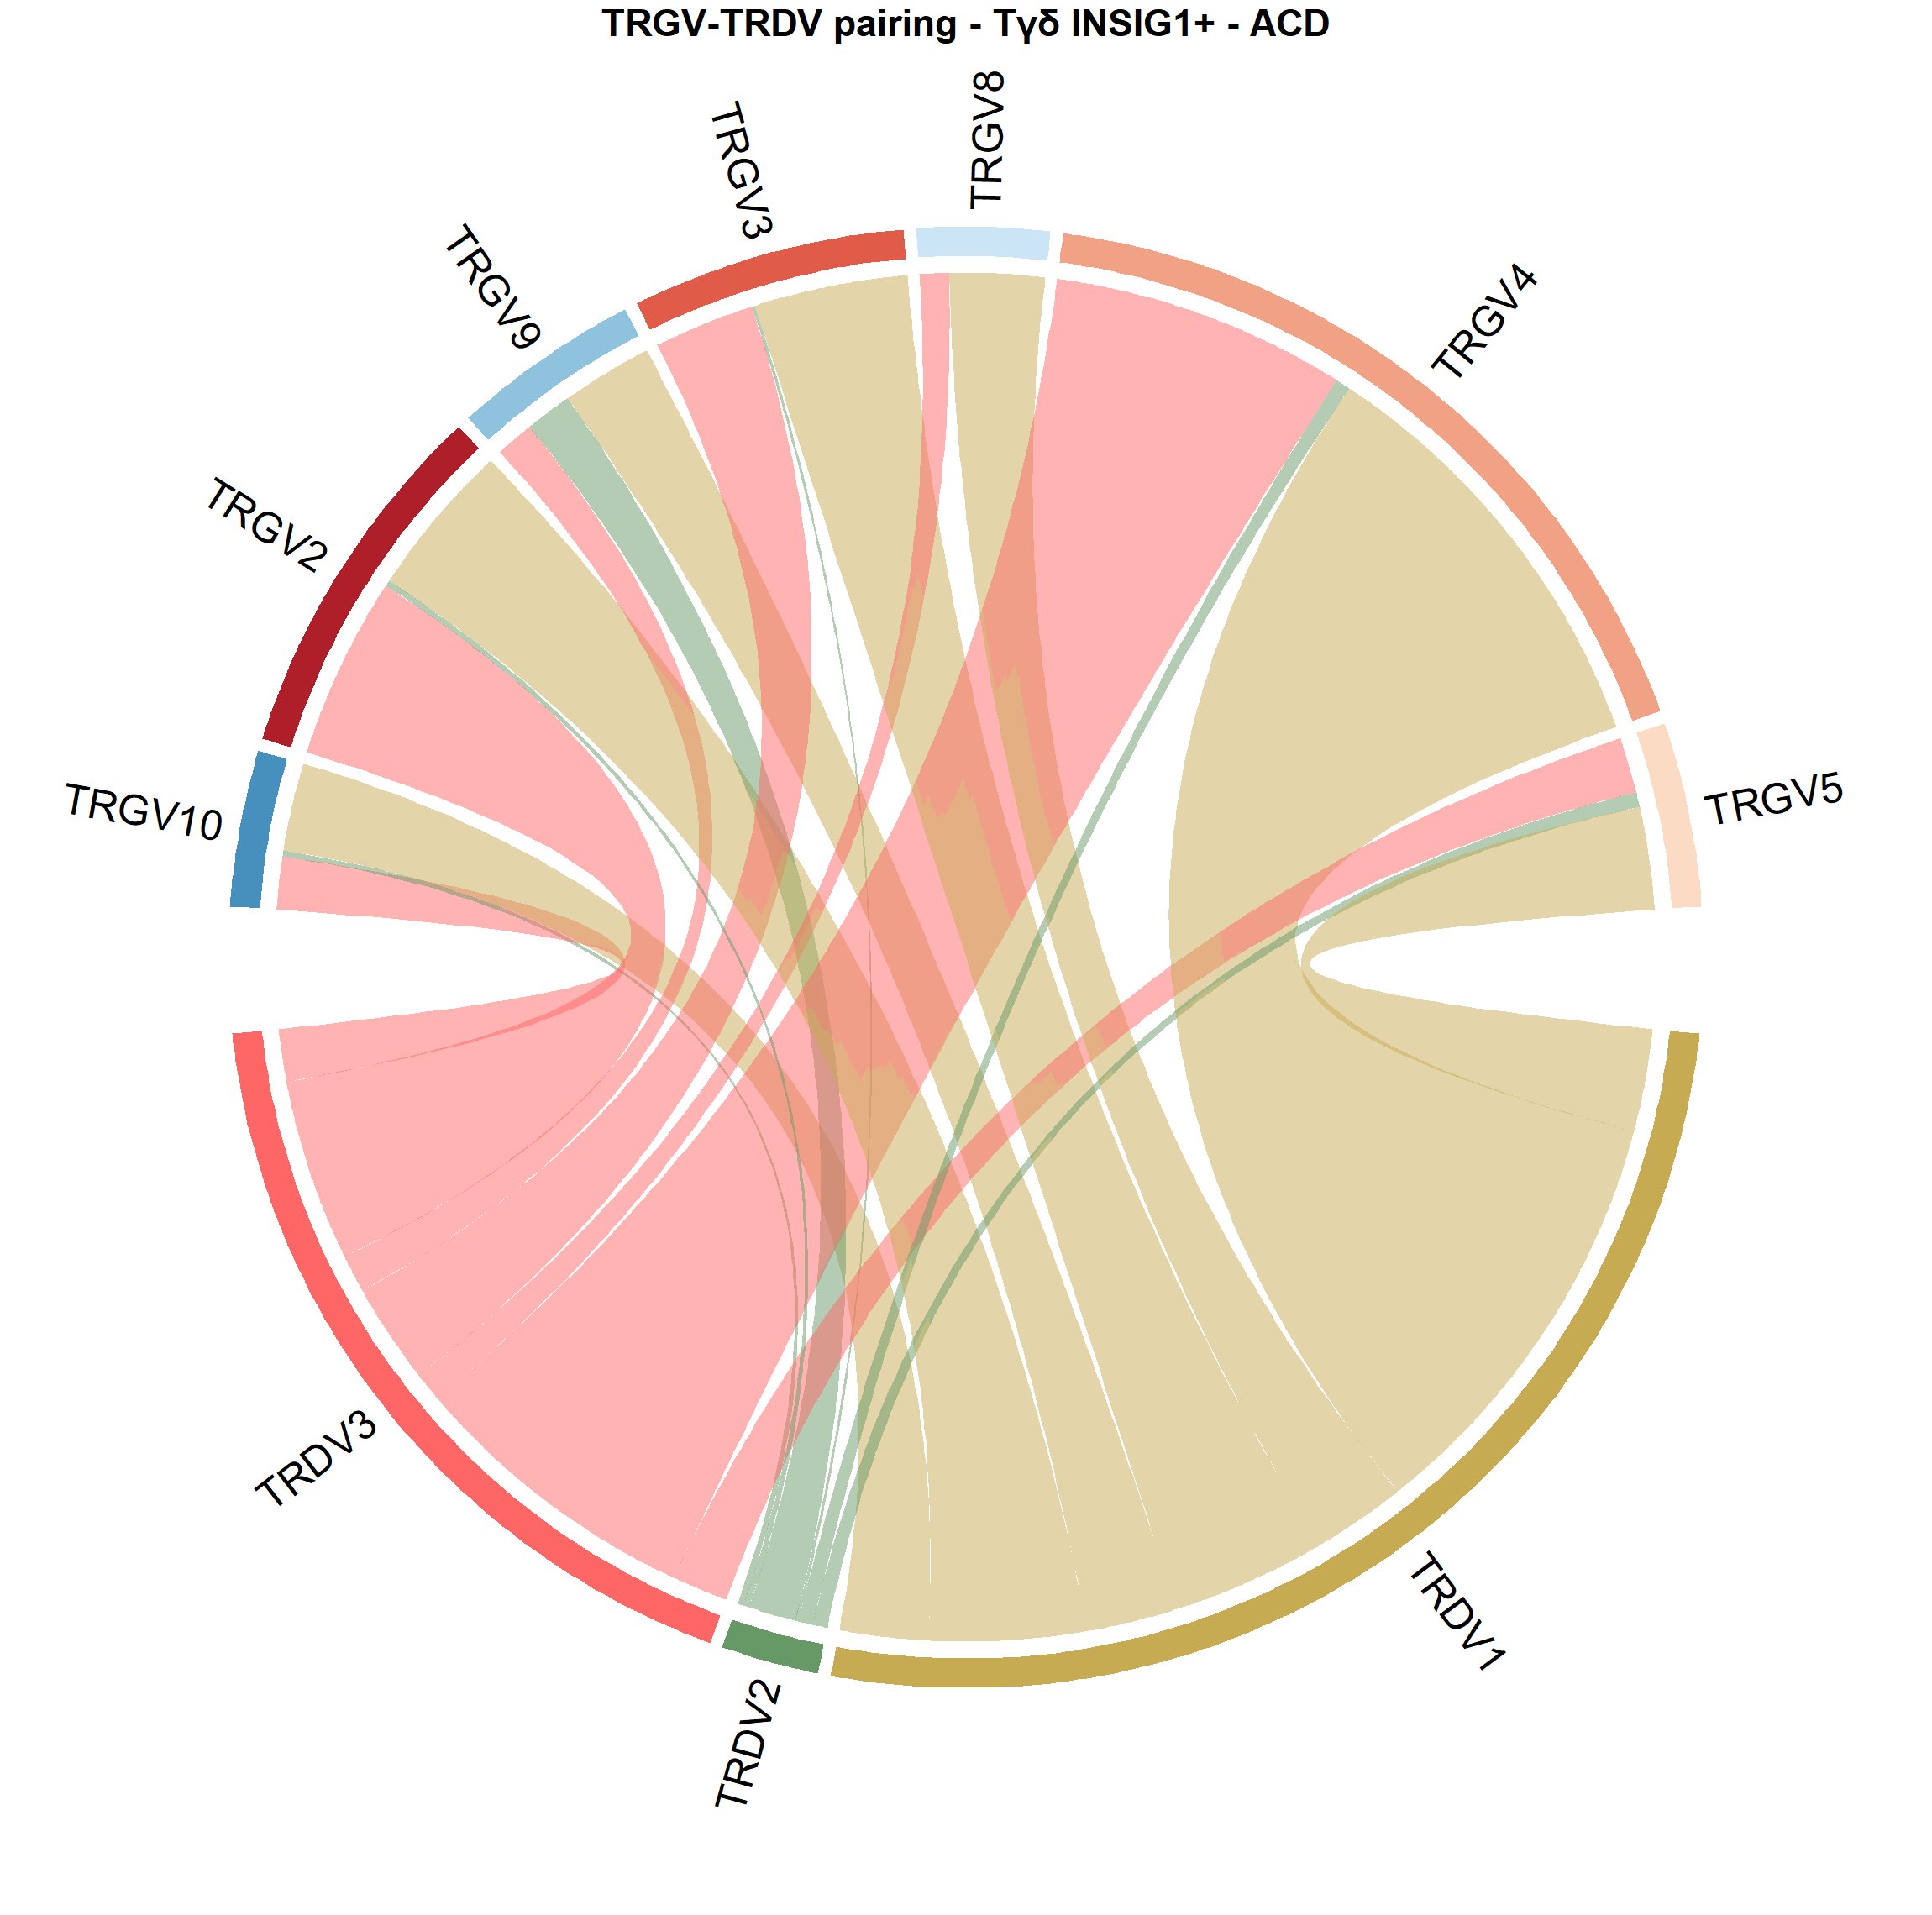 TRGV-TRDV pairing - Tγδ INSIG1+ - ACD
TRGV8
TRGV3
TRGV9
TRGV4
TRGV2
TRGV10
TRGV5
TRDV3
TRDV1
TRDV2